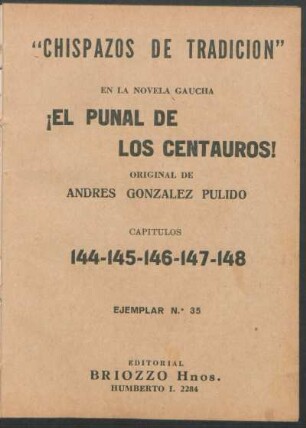 "CHISPAZOS DE TRADICION"
EN LA NOVELA GAUCHA
¡EL PUNAL DE
LOS CENTAUROS!
ORIGINAL DE
ANDRES GONZALEZ PULIDO
CAPITULOS
144-145-146-147-148
EJEMPLAR N.º 35
EDITORIAL
BRIOZZO Hnos.
HUMBERTO I. 2284